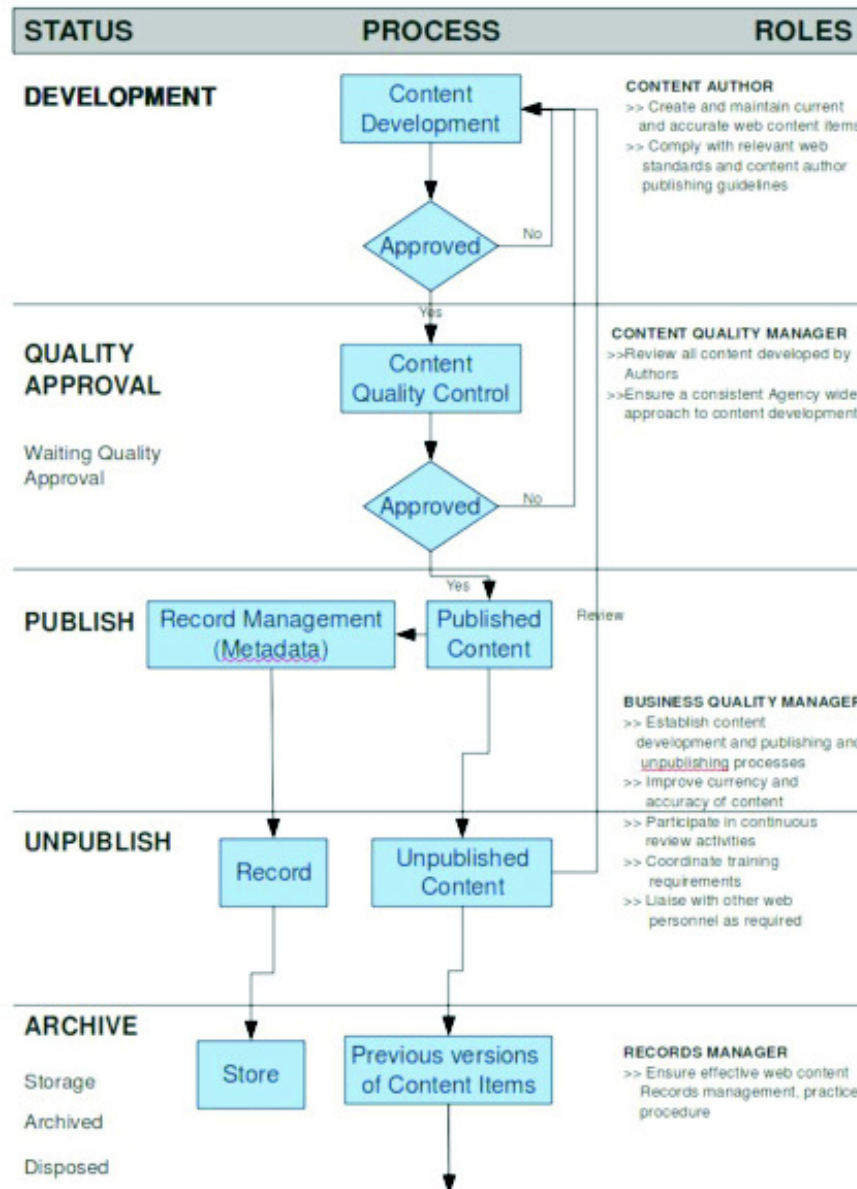 STATUS PROCESS ROLES
DEVELOPMENT
Content
Development
Approved
No
Yes
CONTENT AUTHOR
>> Create and maintain current
and accurate web content items
>> Comply with relevant web
standards and content author
publishing guidelines
QUALITY
APPROVAL
Waiting Quality
Approval
Content
Quality Control
Approved
No
Yes
CONTENT QUALITY MANAGER
>>Review all content developed by
Authors
>>Ensure a consistent Agency wide
approach to content development
PUBLISH
Record Management
(Metadata)
Published
Content
Review
BUSINESS QUALITY MANAGER
>> Establish content
development and publishing and
unpublishing processes
>> Improve currency and
accuracy of content
>> Participate in continuous
review activities
>> Coordinate training
requirements
>> Liaise with other web
personnel as required
UNPUBLISH
Record
Unpublished
Content
ARCHIVE
Storage
Archived
Disposed
Store
Previous versions
of Content Items
RECORDS MANAGER
>> Ensure effective web content
Records management, practice
procedure